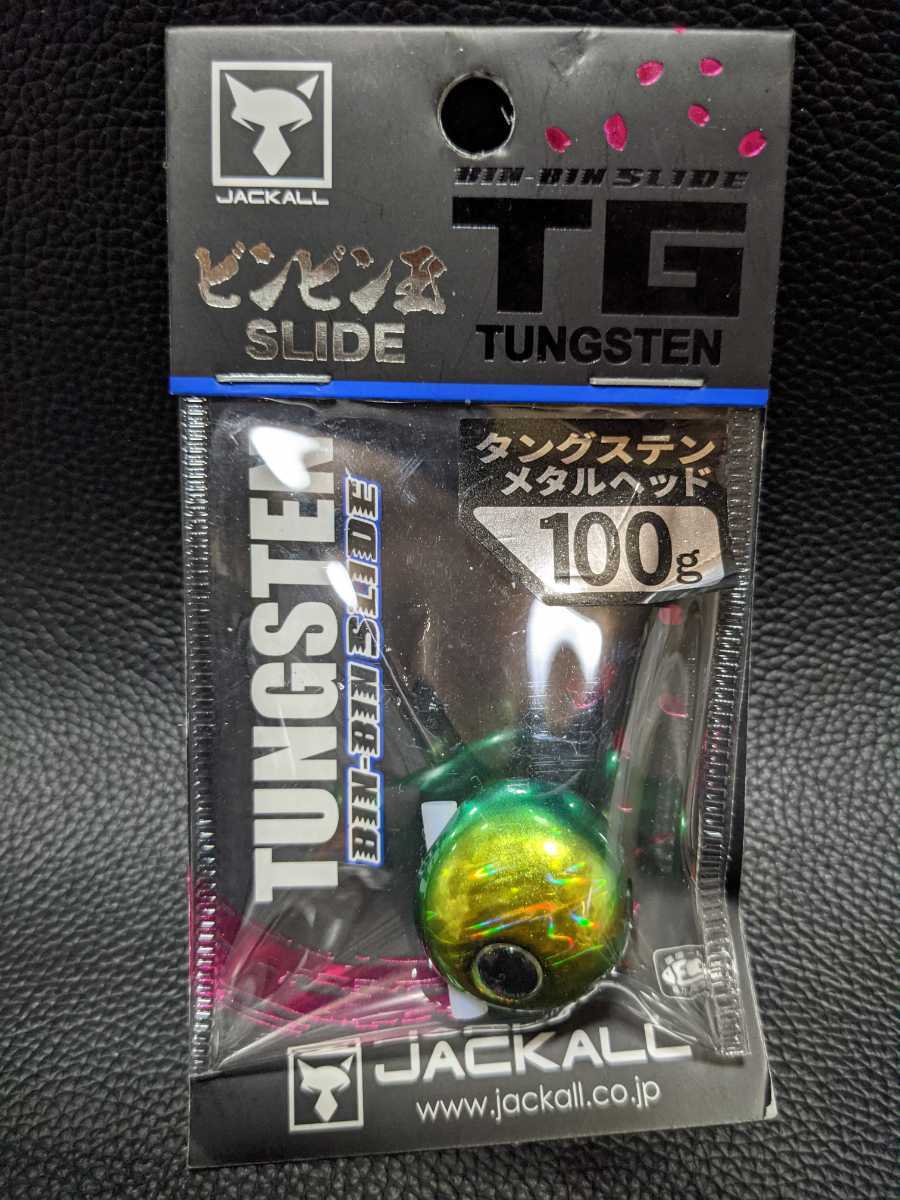 JACKALL
BIN-BIN SLIDE
TG
TUNGSTEN
ビンビン玉
SLIDE
タングステン
メタルヘッド
100g
TUNGSTEN
BIN-BIN SLIDE
JACKALL
www.jackall.co.jp